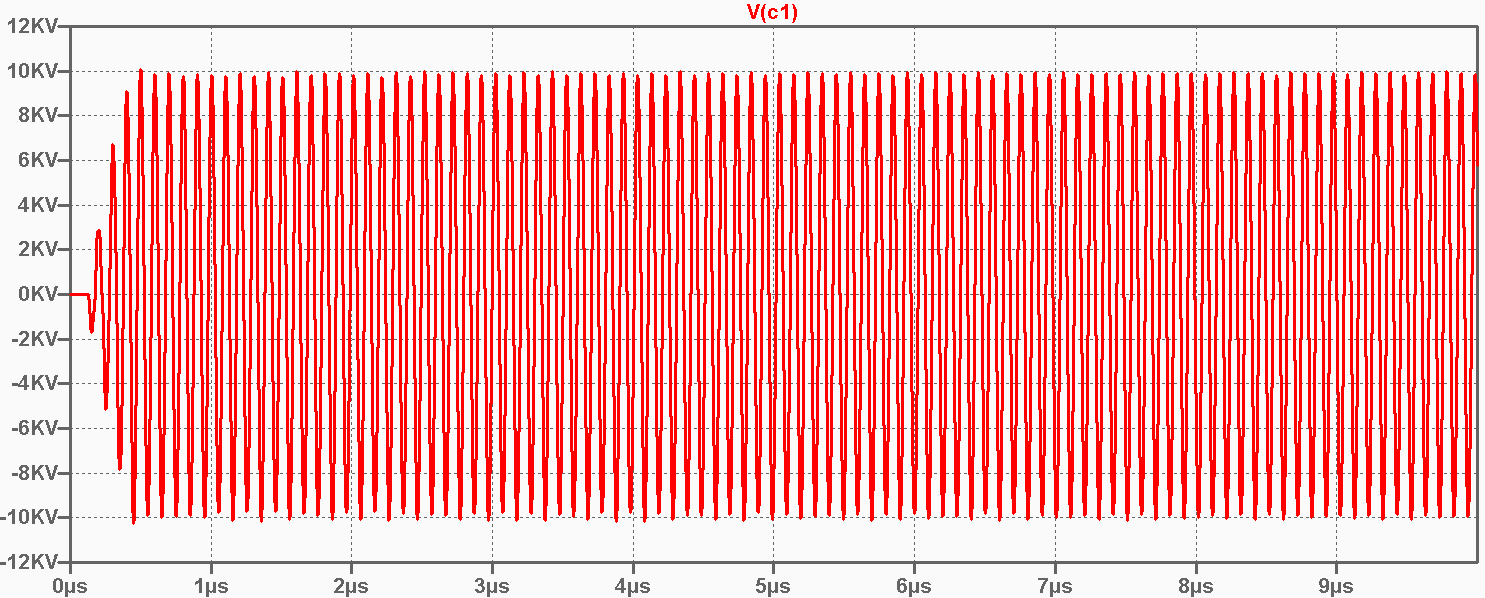 V(c1)
12KV
10KV
8KV
6KV
4KV
2KV
0KV
-2KV
-4KV
-6KV
-8KV
-10KV
-12KV
0µs 1µs 2µs 3µs 4µs 5µs 6µs 7µs 8µs 9µs